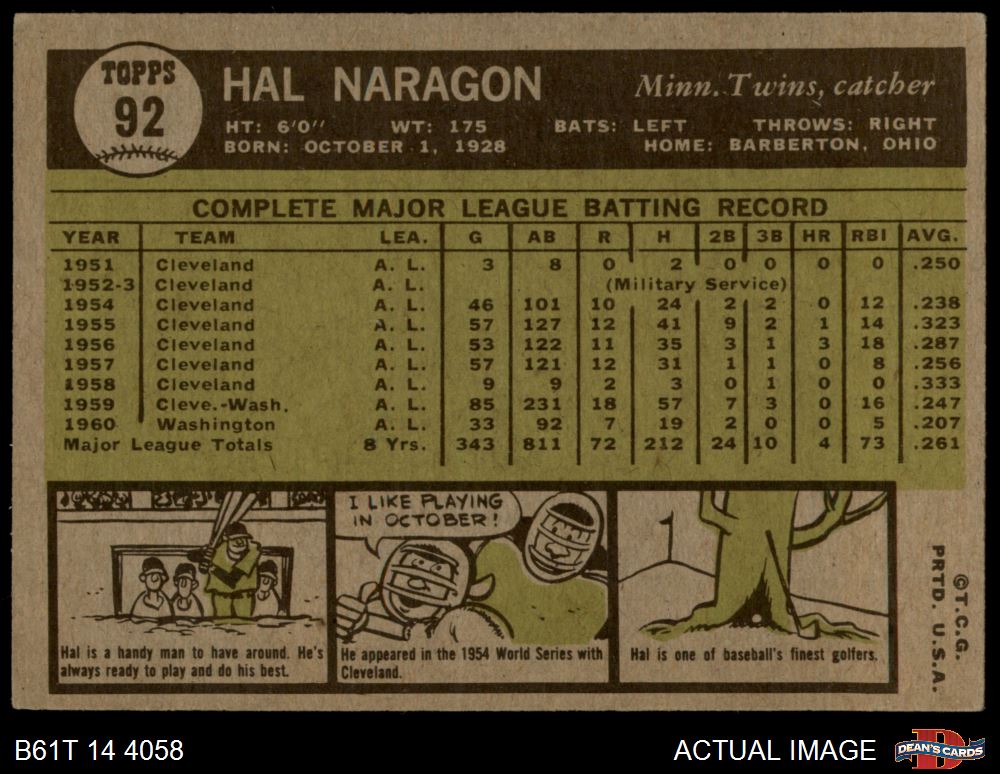 TOPPS
92
HAL NARAGON
Minn. Twins, catcher
HT: 6'0" WT: 175 BATS: LEFT THROWS: RIGHT
BORN: OCTOBER 1, 1928 HOME: BARBERTON, OHIO
COMPLETE MAJOR LEAGUE BATTING RECORD
YEAR TEAM LEA. G AB R H 2B 3B HR RBI AVG.
1951 Cleveland A. L. 3 8 0 2 0 0 0 0 .250
1952-3 Cleveland A. L. (Military Service)
1954 Cleveland A. L. 46 101 10 24 2 2 0 12 .238
1955 Cleveland A. L. 57 127 12 41 9 2 1 14 .323
1956 Cleveland A. L. 53 122 11 35 3 1 3 18 .287
1957 Cleveland A. L. 57 121 12 31 1 1 0 8 .256
1958 Cleveland A. L. 9 9 2 3 0 1 0 0 .333
1959 Cleve.-Wash. A. L. 85 231 18 57 7 3 0 16 .247
1960 Washington A. L. 33 92 7 19 2 0 0 5 .207
Major League Totals 8 Yrs. 343 811 72 212 24 10 4 73 .261
Hal is a handy man to have around. He's
always ready to play and do his best.
I LIKE PLAYING
IN OCTOBER!
He appeared in the 1954 World Series with
Cleveland.
Hal is one of baseball's finest golfers.
©T.C.G.
PRTD. U.S.A.
B61T 14 4058
ACTUAL IMAGE
D
DEAN'S CARDS